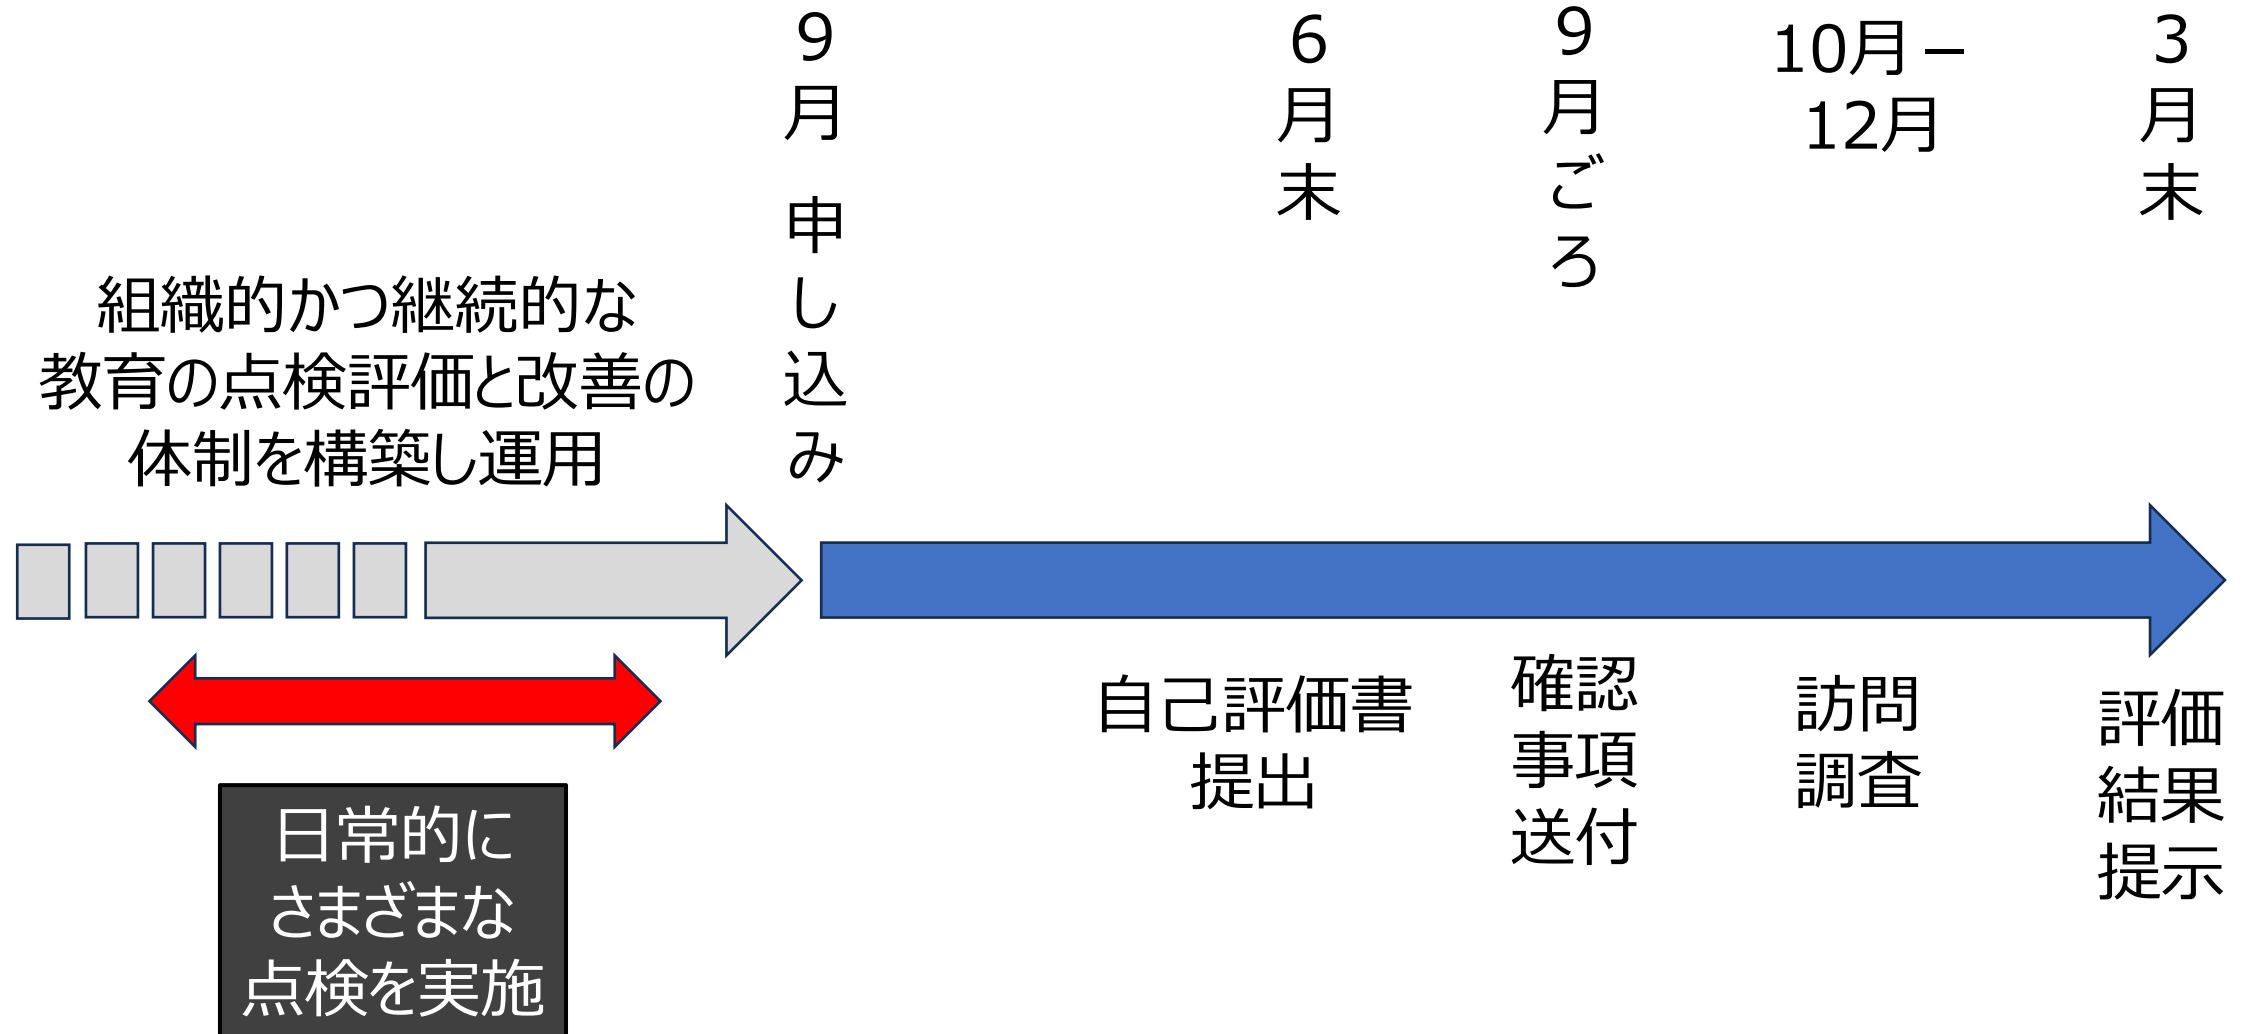 組織的かつ継続的な
教育の点検評価と改善の
体制を構築し運用
9月 申し込み
6月末
9月ごろ
10月－
12月
3月末
日常的に
さまざまな
点検を実施
自己評価書
提出
確認
事項
送付
訪問
調査
評価
結果
提示